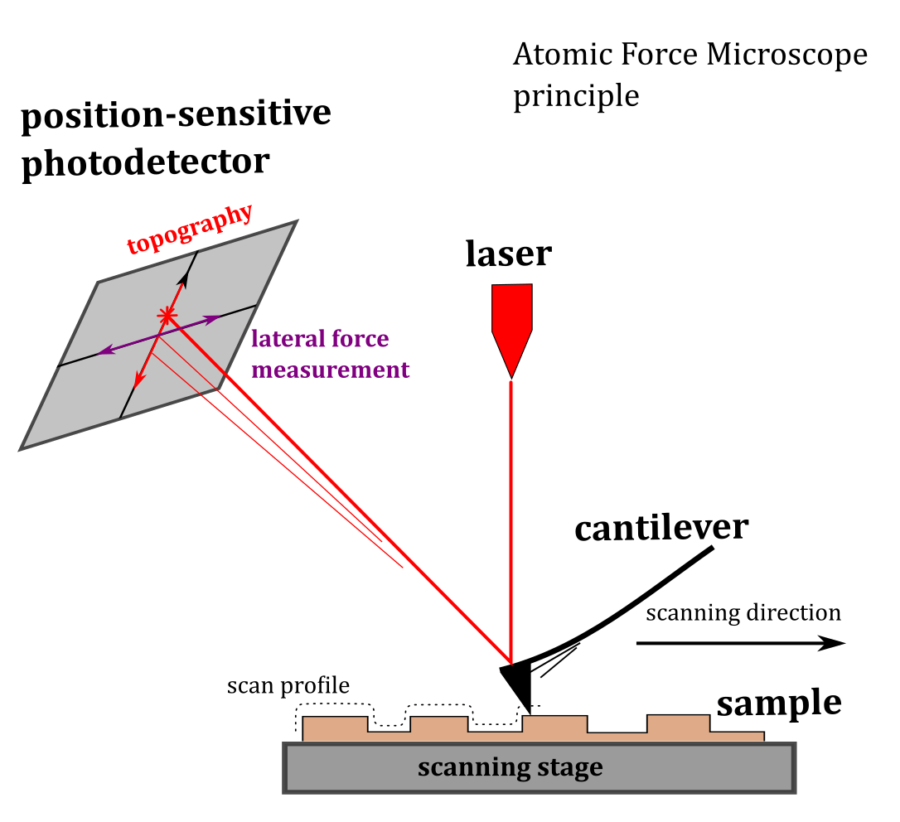 Atomic Force Microscope
principle
position-sensitive
photodetector
topography
laser
lateral force
measurement
cantilever
scanning direction
scan profile
sample
scanning stage